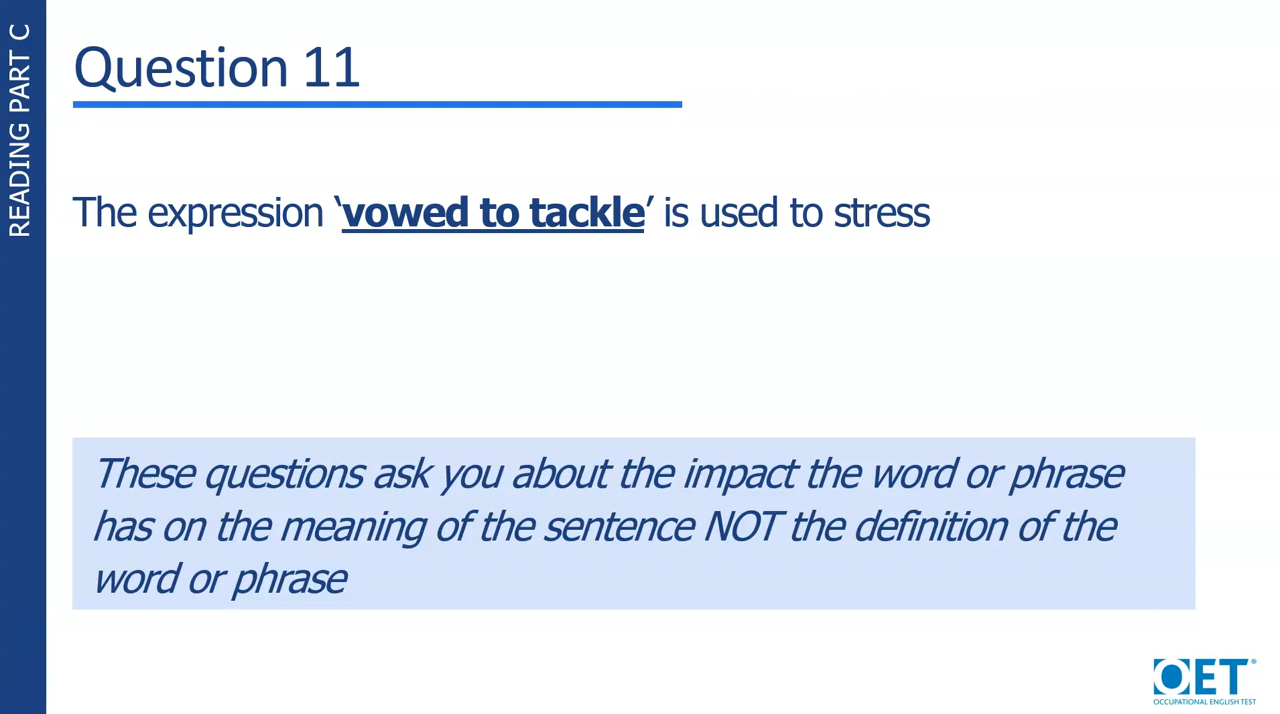 READING PART C
Question 11
The expression ‘vowed to tackle’ is used to stress
These questions ask you about the impact the word or phrase
has on the meaning of the sentence NOT the definition of the
word or phrase
OET®
OCCUPATIONAL ENGLISH TEST